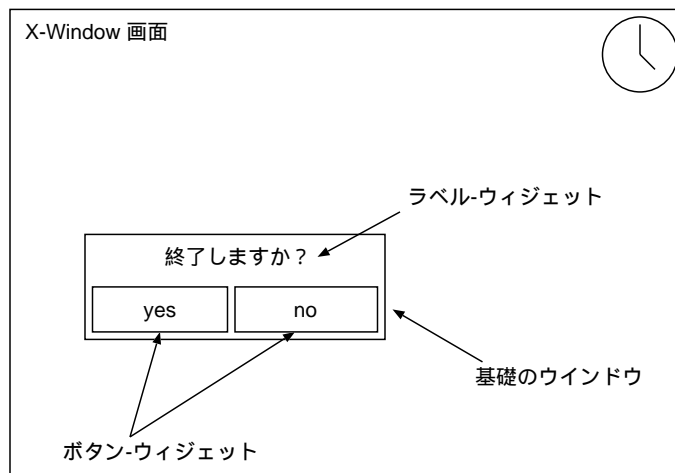 X-Window 画面
ラベル-ウィジェット
終了しますか？
yes
no
基礎のウインドウ
ボタン-ウィジェット